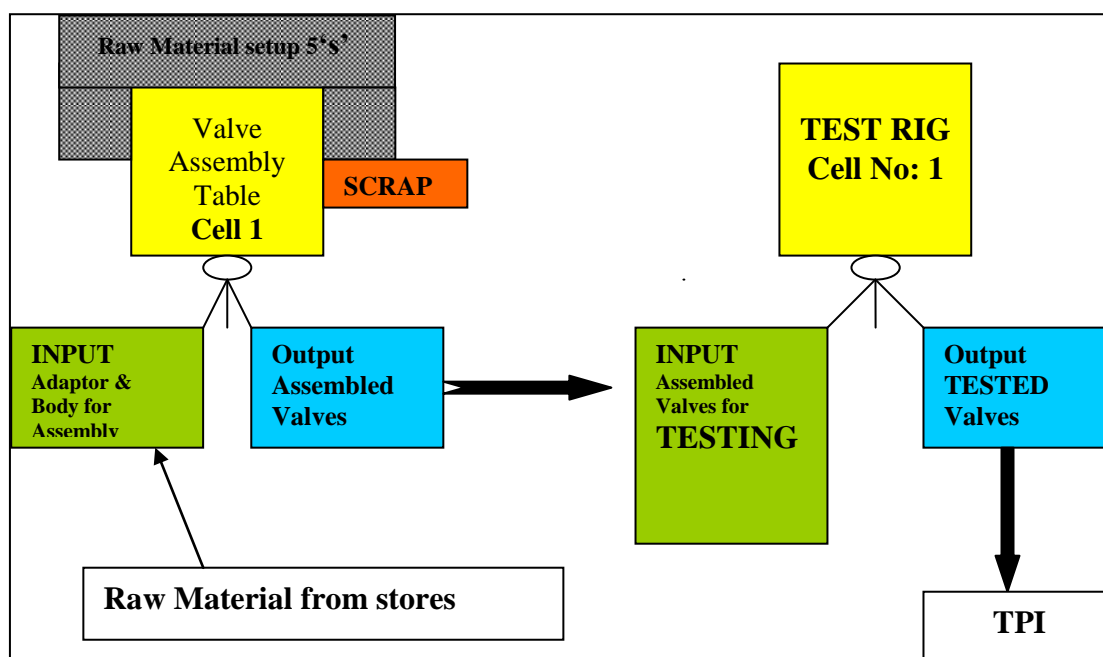 Raw Material setup 5‘s’
Valve
Assembly
Table
Cell 1
SCRAP
TEST RIG
Cell No: 1
INPUT
Adaptor &
Body for
Assembly
Output
Assembled
Valves
INPUT
Assembled
Valves for
TESTING
Output
TESTED
Valves
Raw Material from stores
TPI